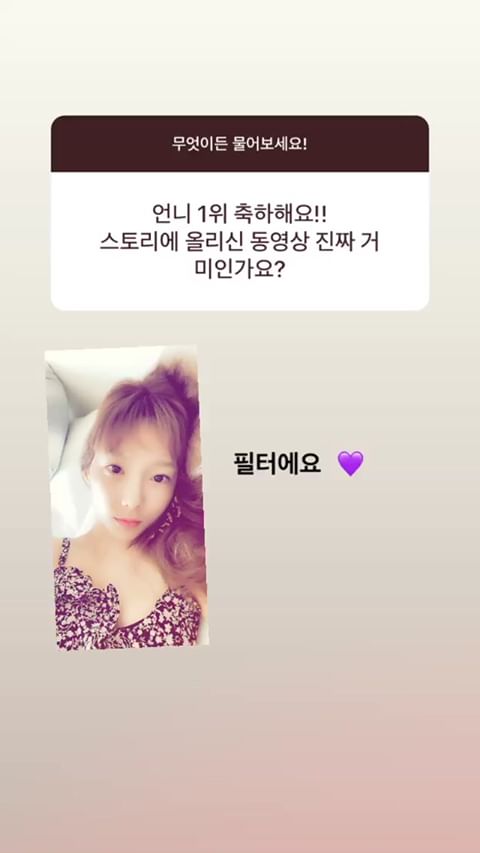 무엇이든 물어보세요!
언니 1위 축하해요!!
스토리에 올리신 동영상 진짜 거
미인가요?
필터에요 💜